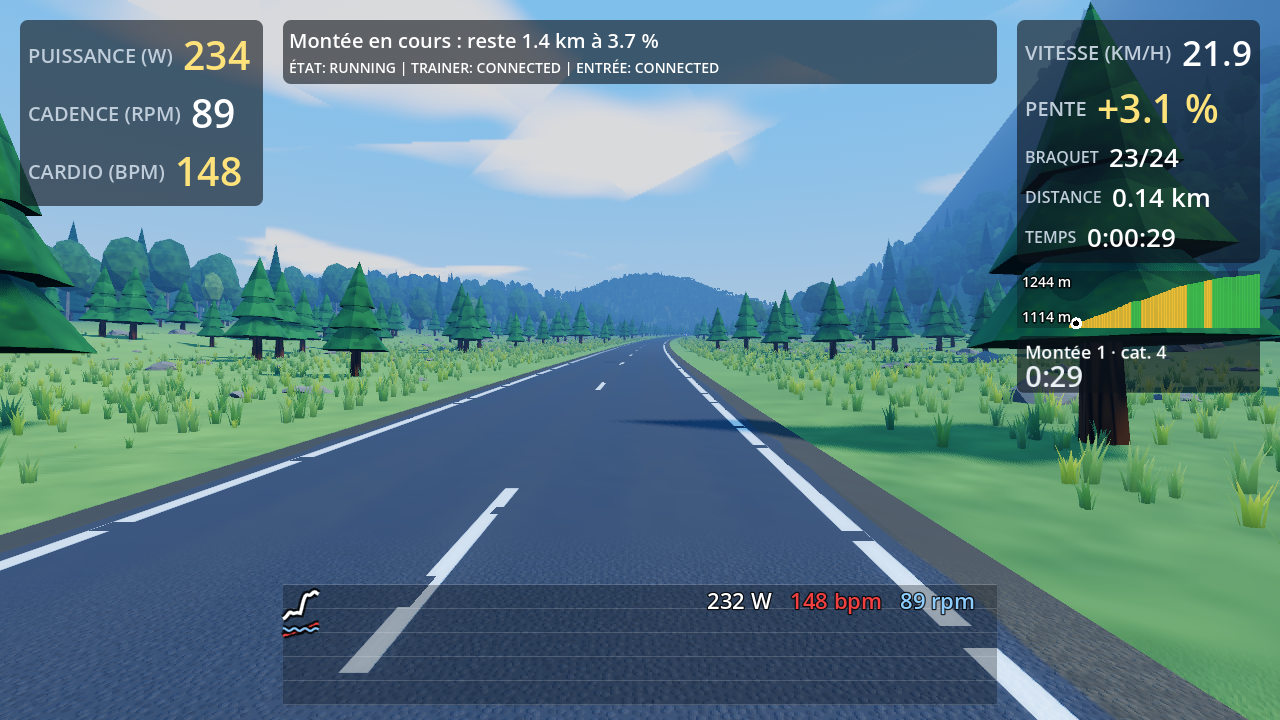 PUISSANCE (W) 234
CADENCE (RPM) 89
CARDIO (BPM) 148
Montée en cours : reste 1.4 km à 3.7 %
ÉTAT: RUNNING | TRAINER: CONNECTED | ENTRÉE: CONNECTED
VITESSE (KM/H) 21.9
PENTE +3.1 %
BRAQUET 23/24
DISTANCE 0.14 km
TEMPS 0:00:29
1244 m
1114 m
Montée 1 · cat. 4
0:29
232 W 148 bpm 89 rpm